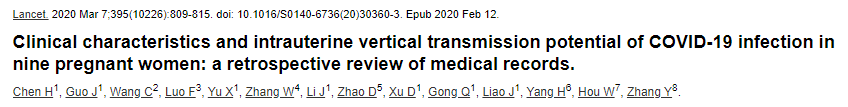 Lancet. 2020 Mar 7;395(10226):809-815. doi: 10.1016/S0140-6736(20)30360-3. Epub 2020 Feb 12.
Clinical characteristics and intrauterine vertical transmission potential of COVID-19 infection in
nine pregnant women: a retrospective review of medical records.
Chen H1, Guo J1, Wang C2, Luo F3, Yu X1, Zhang W4, Li J1, Zhao D5, Xu D1, Gong Q1, Liao J1, Yang H6, Hou W7, Zhang Y8.